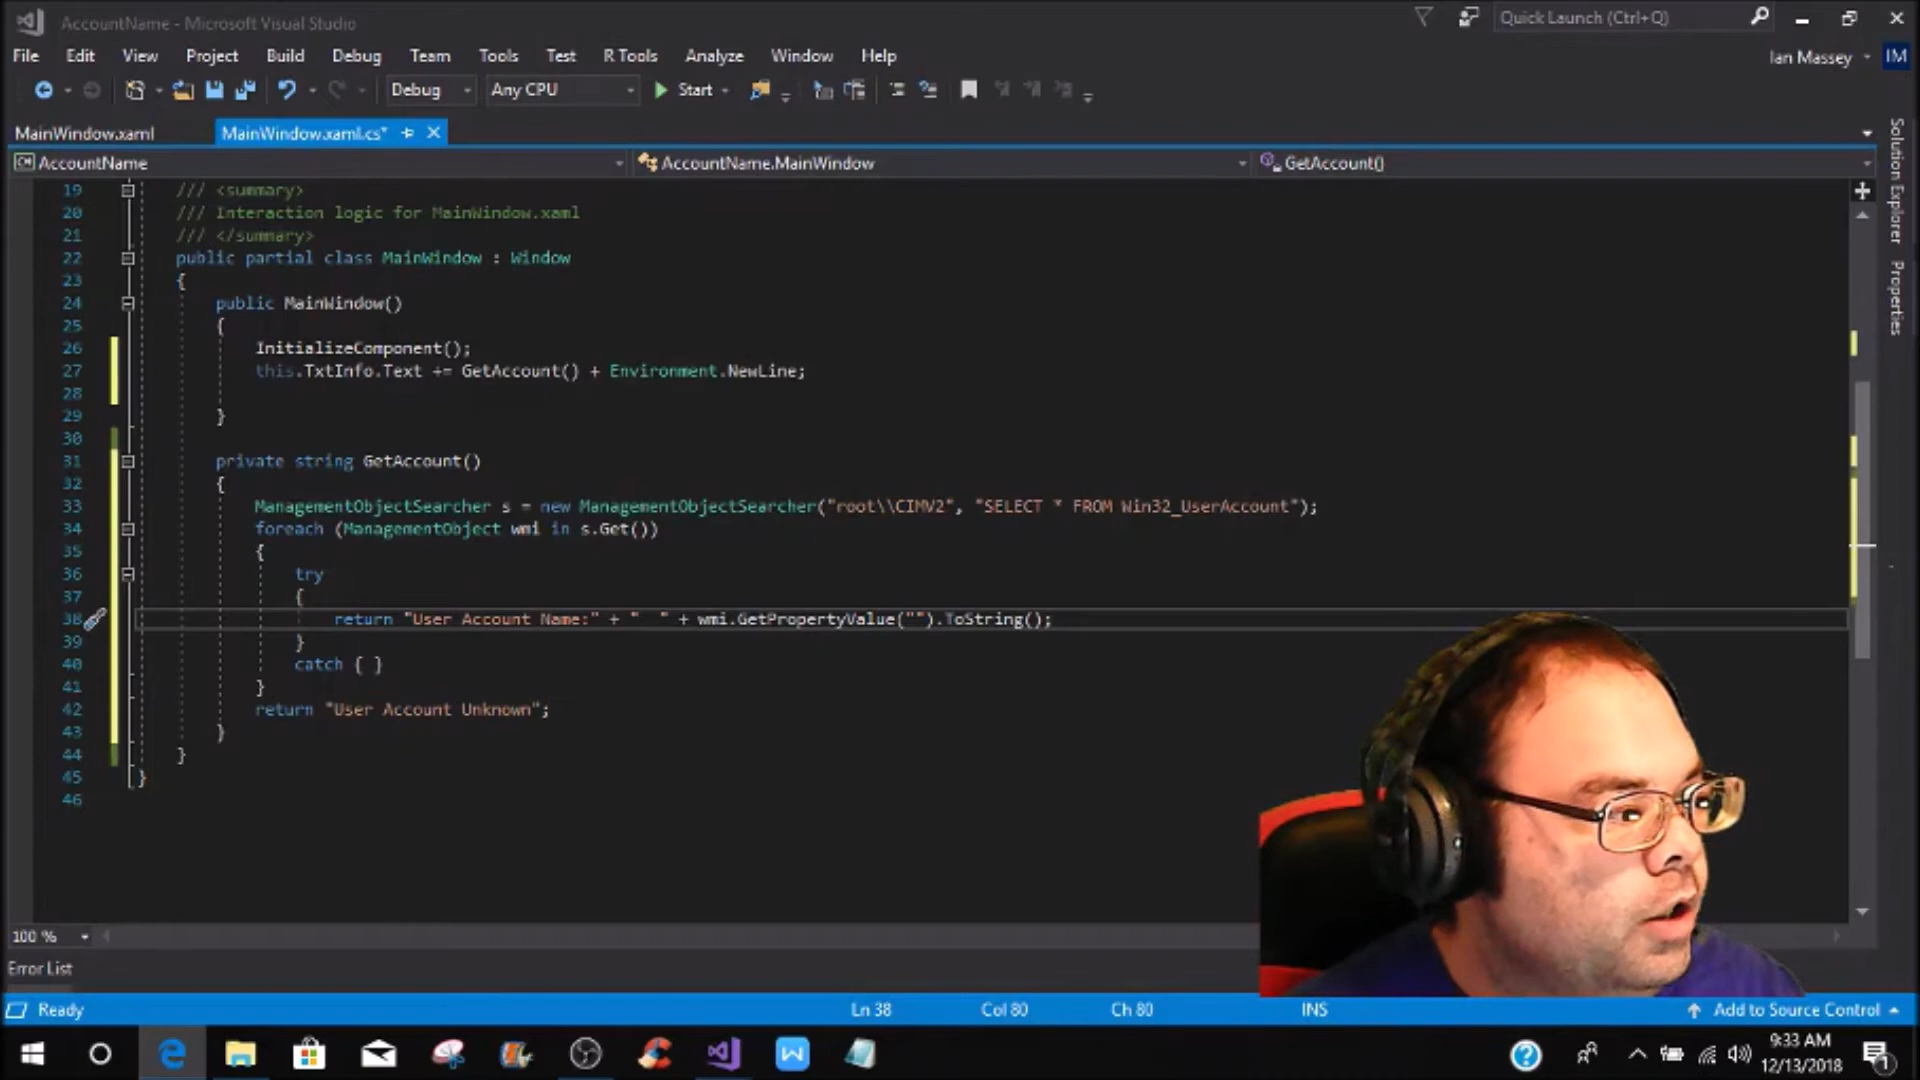 AccountName - Microsoft Visual Studio
Quick Launch (Ctrl+Q)
File Edit View Project Build Debug Team Tools Test R Tools Analyze Window Help
Ian Massey IM
Debug Any CPU Start
MainWindow.xaml MainWindow.xaml.cs*
AccountName AccountName.MainWindow GetAccount()
Solution Explorer
Properties
19 /// <summary>
20 /// Interaction logic for MainWindow.xaml
21 /// </summary>
22 public partial class MainWindow : Window
23 {
24 public MainWindow()
25 {
26 InitializeComponent();
27 this.TxtInfo.Text += GetAccount() + Environment.NewLine;
28
29 }
30
31 private string GetAccount()
32 {
33 ManagementObjectSearcher s = new ManagementObjectSearcher("root\\CIMV2", "SELECT * FROM Win32_UserAccount");
34 foreach (ManagementObject wmi in s.Get())
35 {
36 try
37 {
38 return "User Account Name:" + "  " + wmi.GetPropertyValue("").ToString();
39 }
40 catch { }
41 }
42 return "User Account Unknown";
43 }
44 }
45 }
46
100 %
Error List
Ready Ln 38 Col 80 Ch 80 INS Add to Source Control
9:33 AM
12/13/2018
1